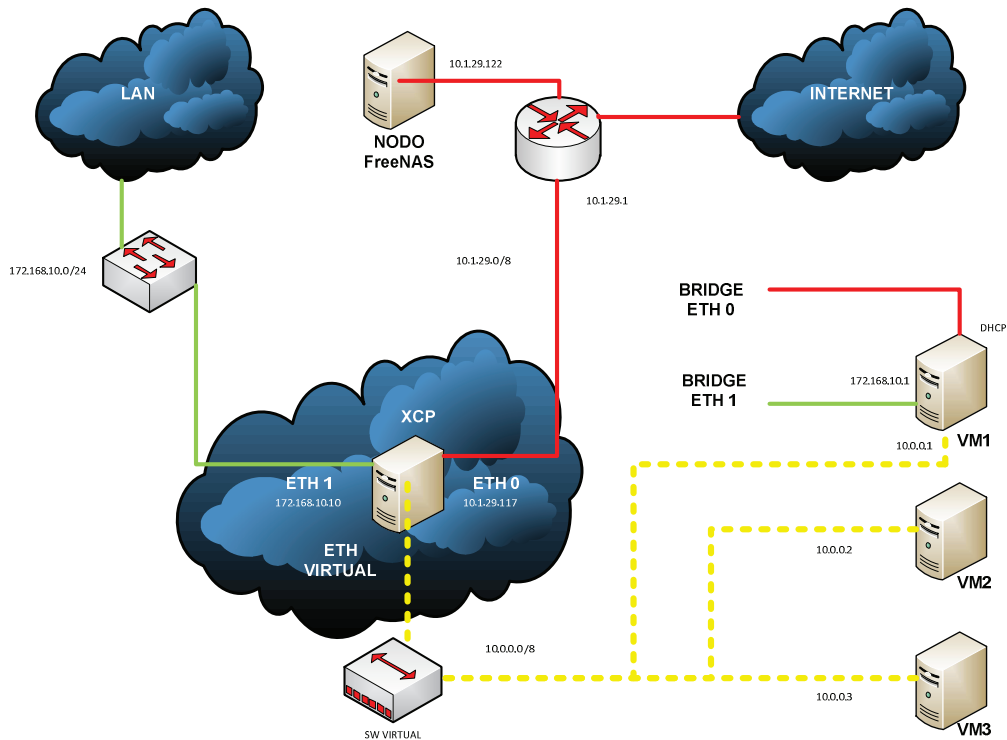 LAN
10.1.29.122
INTERNET
NODO
FreeNAS
10.1.29.1
172.168.10.0/24
10.1.29.0/8
BRIDGE
ETH 0
DHCP
BRIDGE
ETH 1
172.168.10.1
VM1
10.0.0.1
XCP
ETH 1
172.168.10.10
ETH 0
10.1.29.117
ETH
VIRTUAL
10.0.0.2
VM2
10.0.0.0/8
10.0.0.3
VM3
SW VIRTUAL